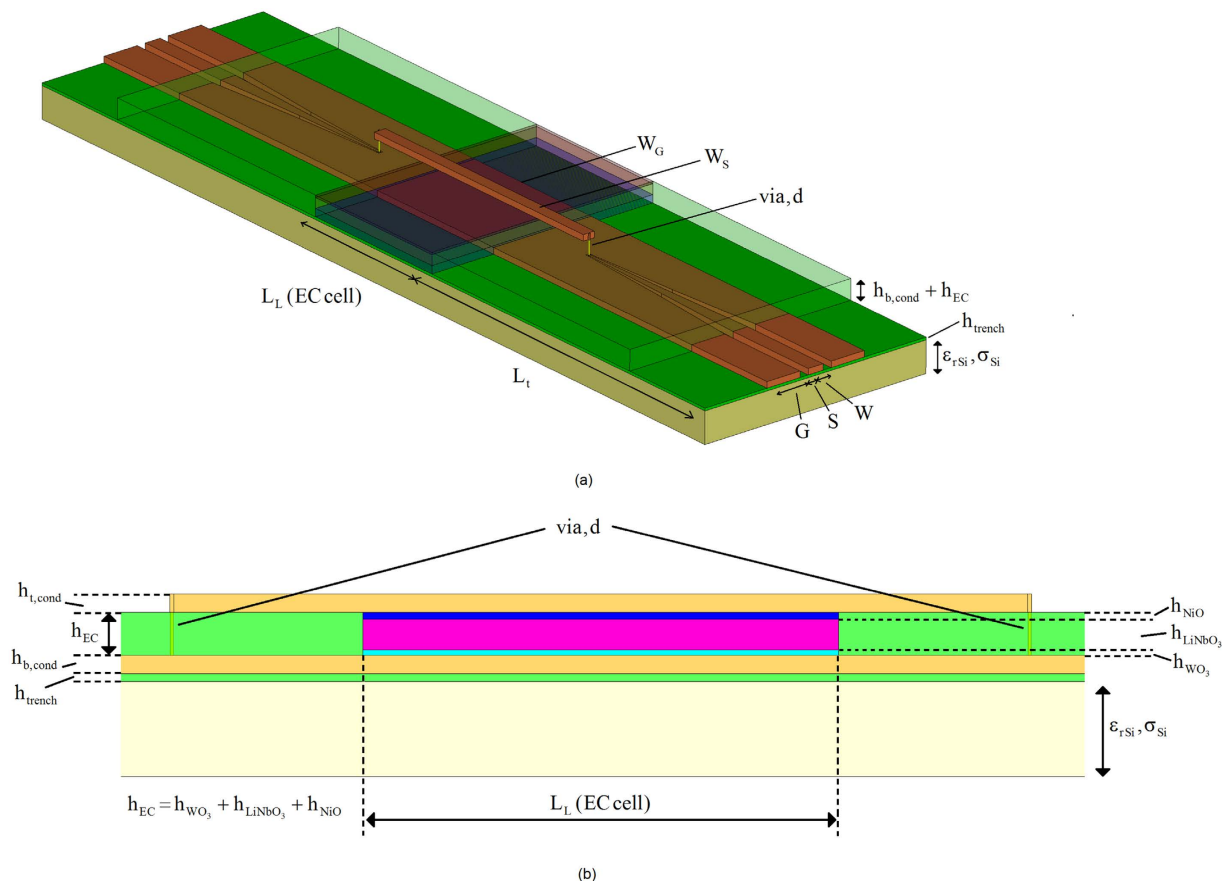 W_G
W_S
via,d
L_L (EC cell)
h_b,cond + h_EC
h_trench
ε_rSi, σ_Si
L_t
W
S
G
(a)
via,d
h_t,cond
h_NiO
h_EC
h_LiNbO₃
h_b,cond
h_WO₃
h_trench
ε_rSi, σ_Si
h_EC = h_WO₃ + h_LiNbO₃ + h_NiO
L_L (EC cell)
(b)